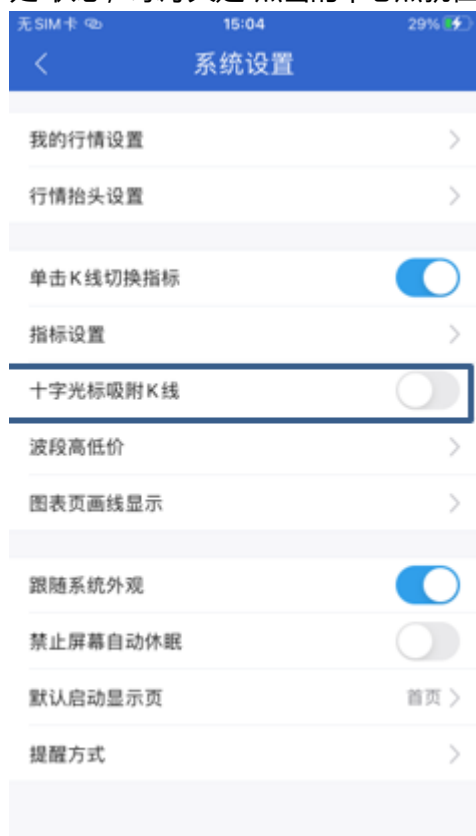 无SIM卡 15:04 29%
系统设置
我的行情设置
行情抬头设置
单击K线切换指标
指标设置
十字光标吸附K线
波段高低价
图表页画线显示
跟随系统外观
禁止屏幕自动休眠
默认启动显示页 首页
提醒方式